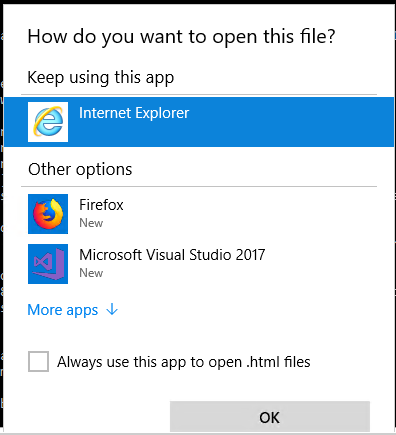 How do you want to open this file?
Keep using this app
Internet Explorer
Other options
Firefox
New
Microsoft Visual Studio 2017
New
More apps
Always use this app to open .html files
OK